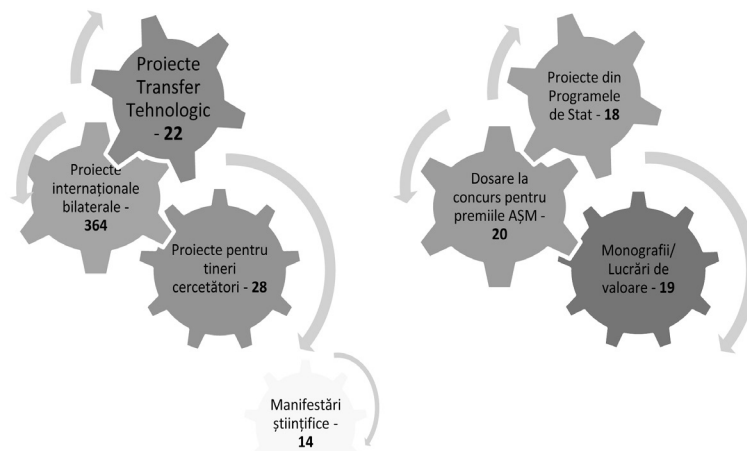 Proiecte
Transfer
Tehnologic
- 22
Proiecte
internaționale
bilaterale -
364
Proiecte pentru
tineri
cercetători - 28
Manifestări
științifice -
14
Proiecte din
Programele
de Stat - 18
Dosare la
concurs pentru
premiile AȘM -
20
Monografii/
Lucrări de
valoare - 19